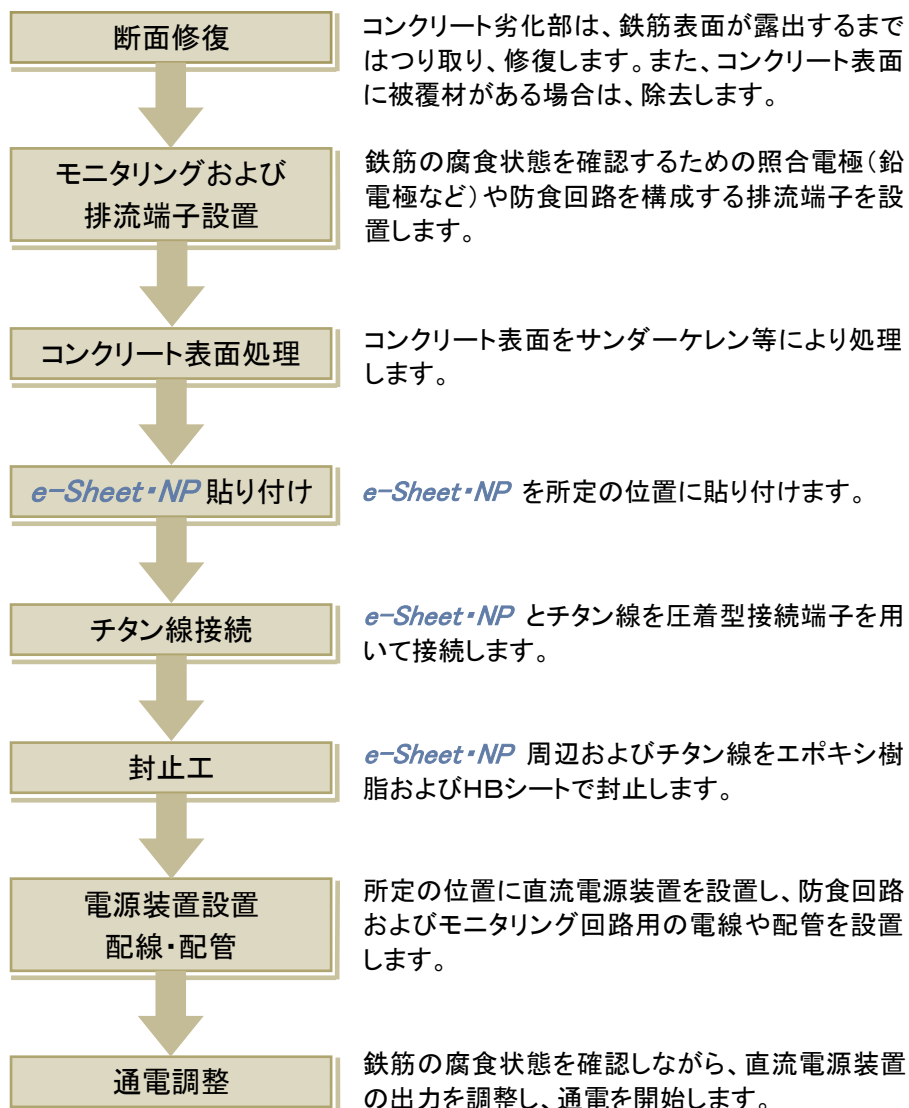 断面修復
コンクリート劣化部は、鉄筋表面が露出するまで
はつり取り、修復します。また、コンクリート表面
に被覆材がある場合は、除去します。
モニタリングおよび
排流端子設置
鉄筋の腐食状態を確認するための照合電極(鉛
電極など)や防食回路を構成する排流端子を設
置します。
コンクリート表面処理
コンクリート表面をサンダーケレン等により処理
します。
e-Sheet・NP 貼り付け
e-Sheet・NP を所定の位置に貼り付けます。
チタン線接続
e-Sheet・NP とチタン線を圧着型接続端子を用
いて接続します。
封止工
e-Sheet・NP 周辺およびチタン線をエポキシ樹
脂およびHBシートで封止します。
電源装置設置
配線・配管
所定の位置に直流電源装置を設置し、防食回路
およびモニタリング回路用の電線や配管を設置
します。
通電調整
鉄筋の腐食状態を確認しながら、直流電源装置
の出力を調整し、通電を開始します。